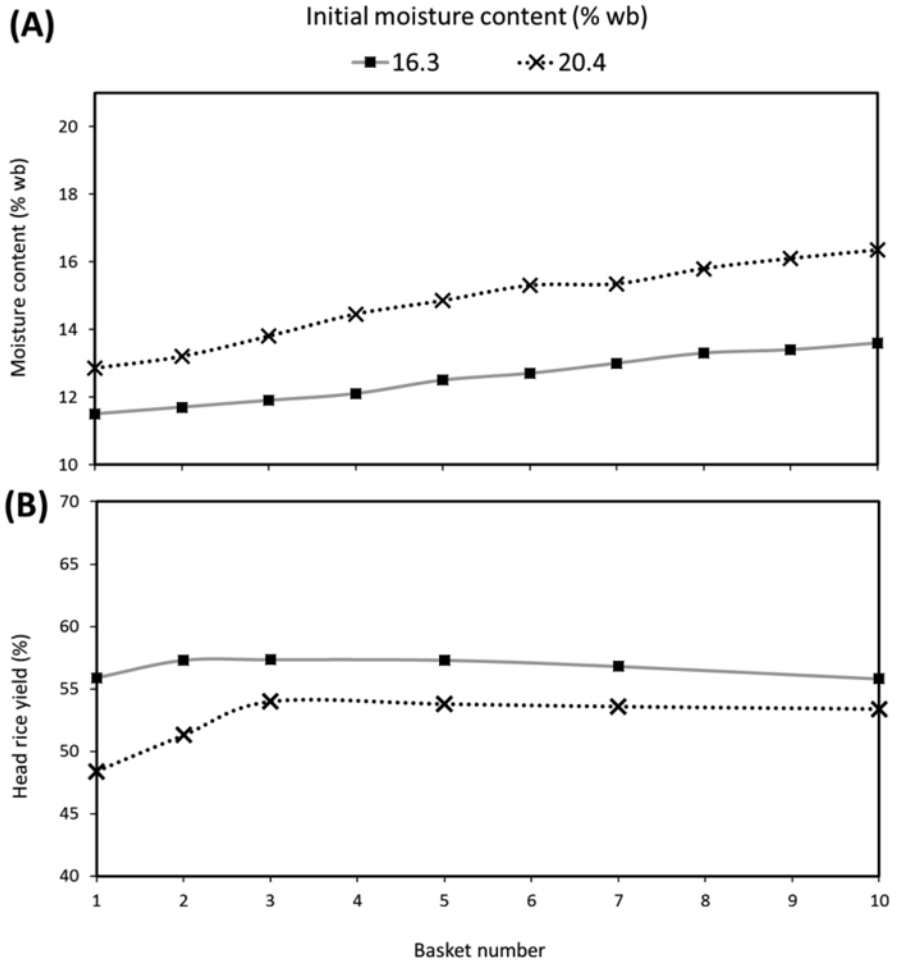 (A)
Initial moisture content (% wb)
16.3
20.4
Moisture content (% wb)
20
18
16
14
12
10
(B)
Head rice yield (%)
70
65
60
55
50
45
40
1 2 3 4 5 6 7 8 9 10
Basket number